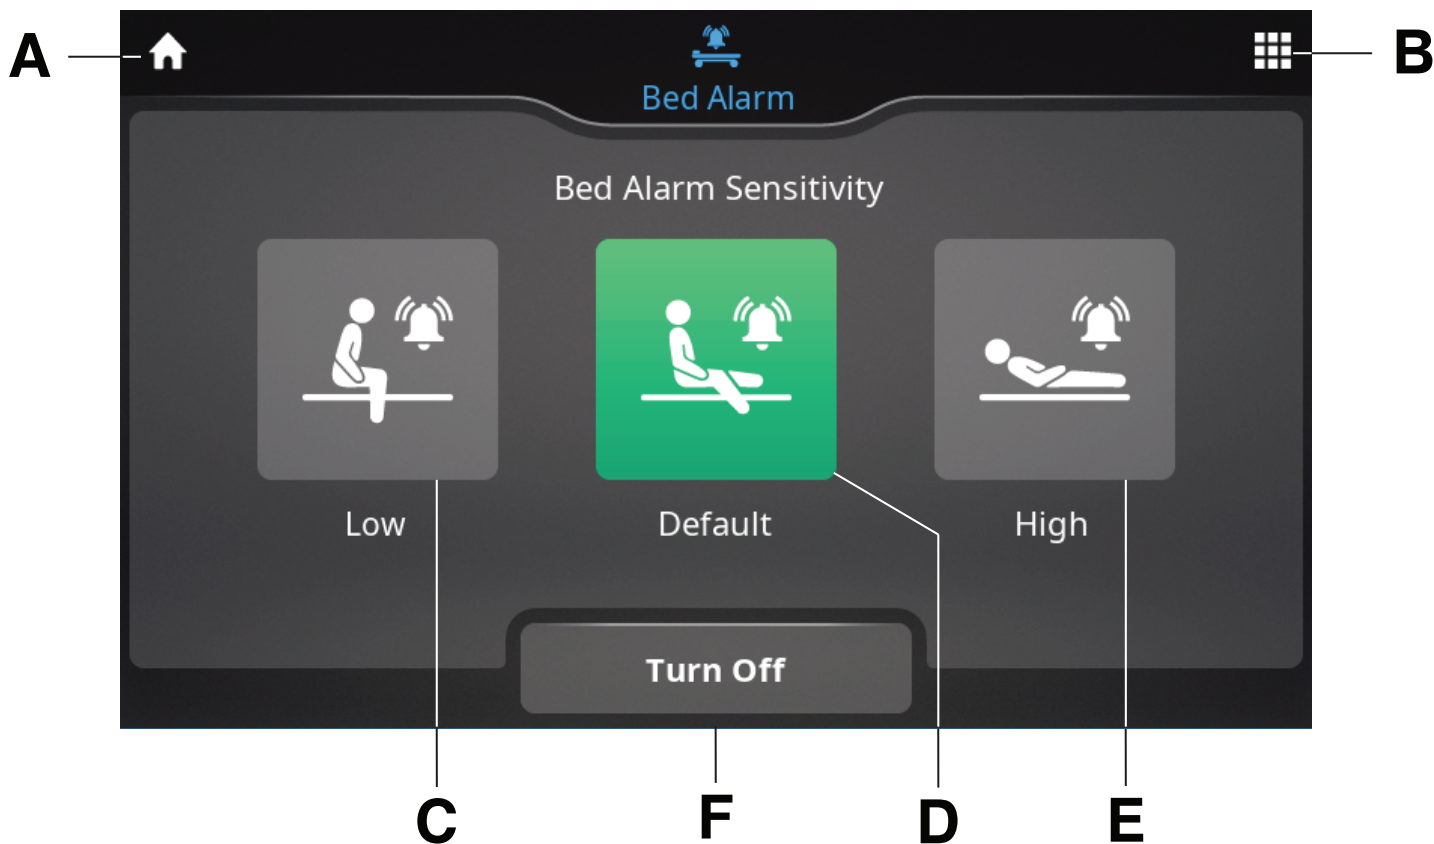 A
B
Bed Alarm
Bed Alarm Sensitivity
Low
Default
High
Turn Off
C
F
D
E